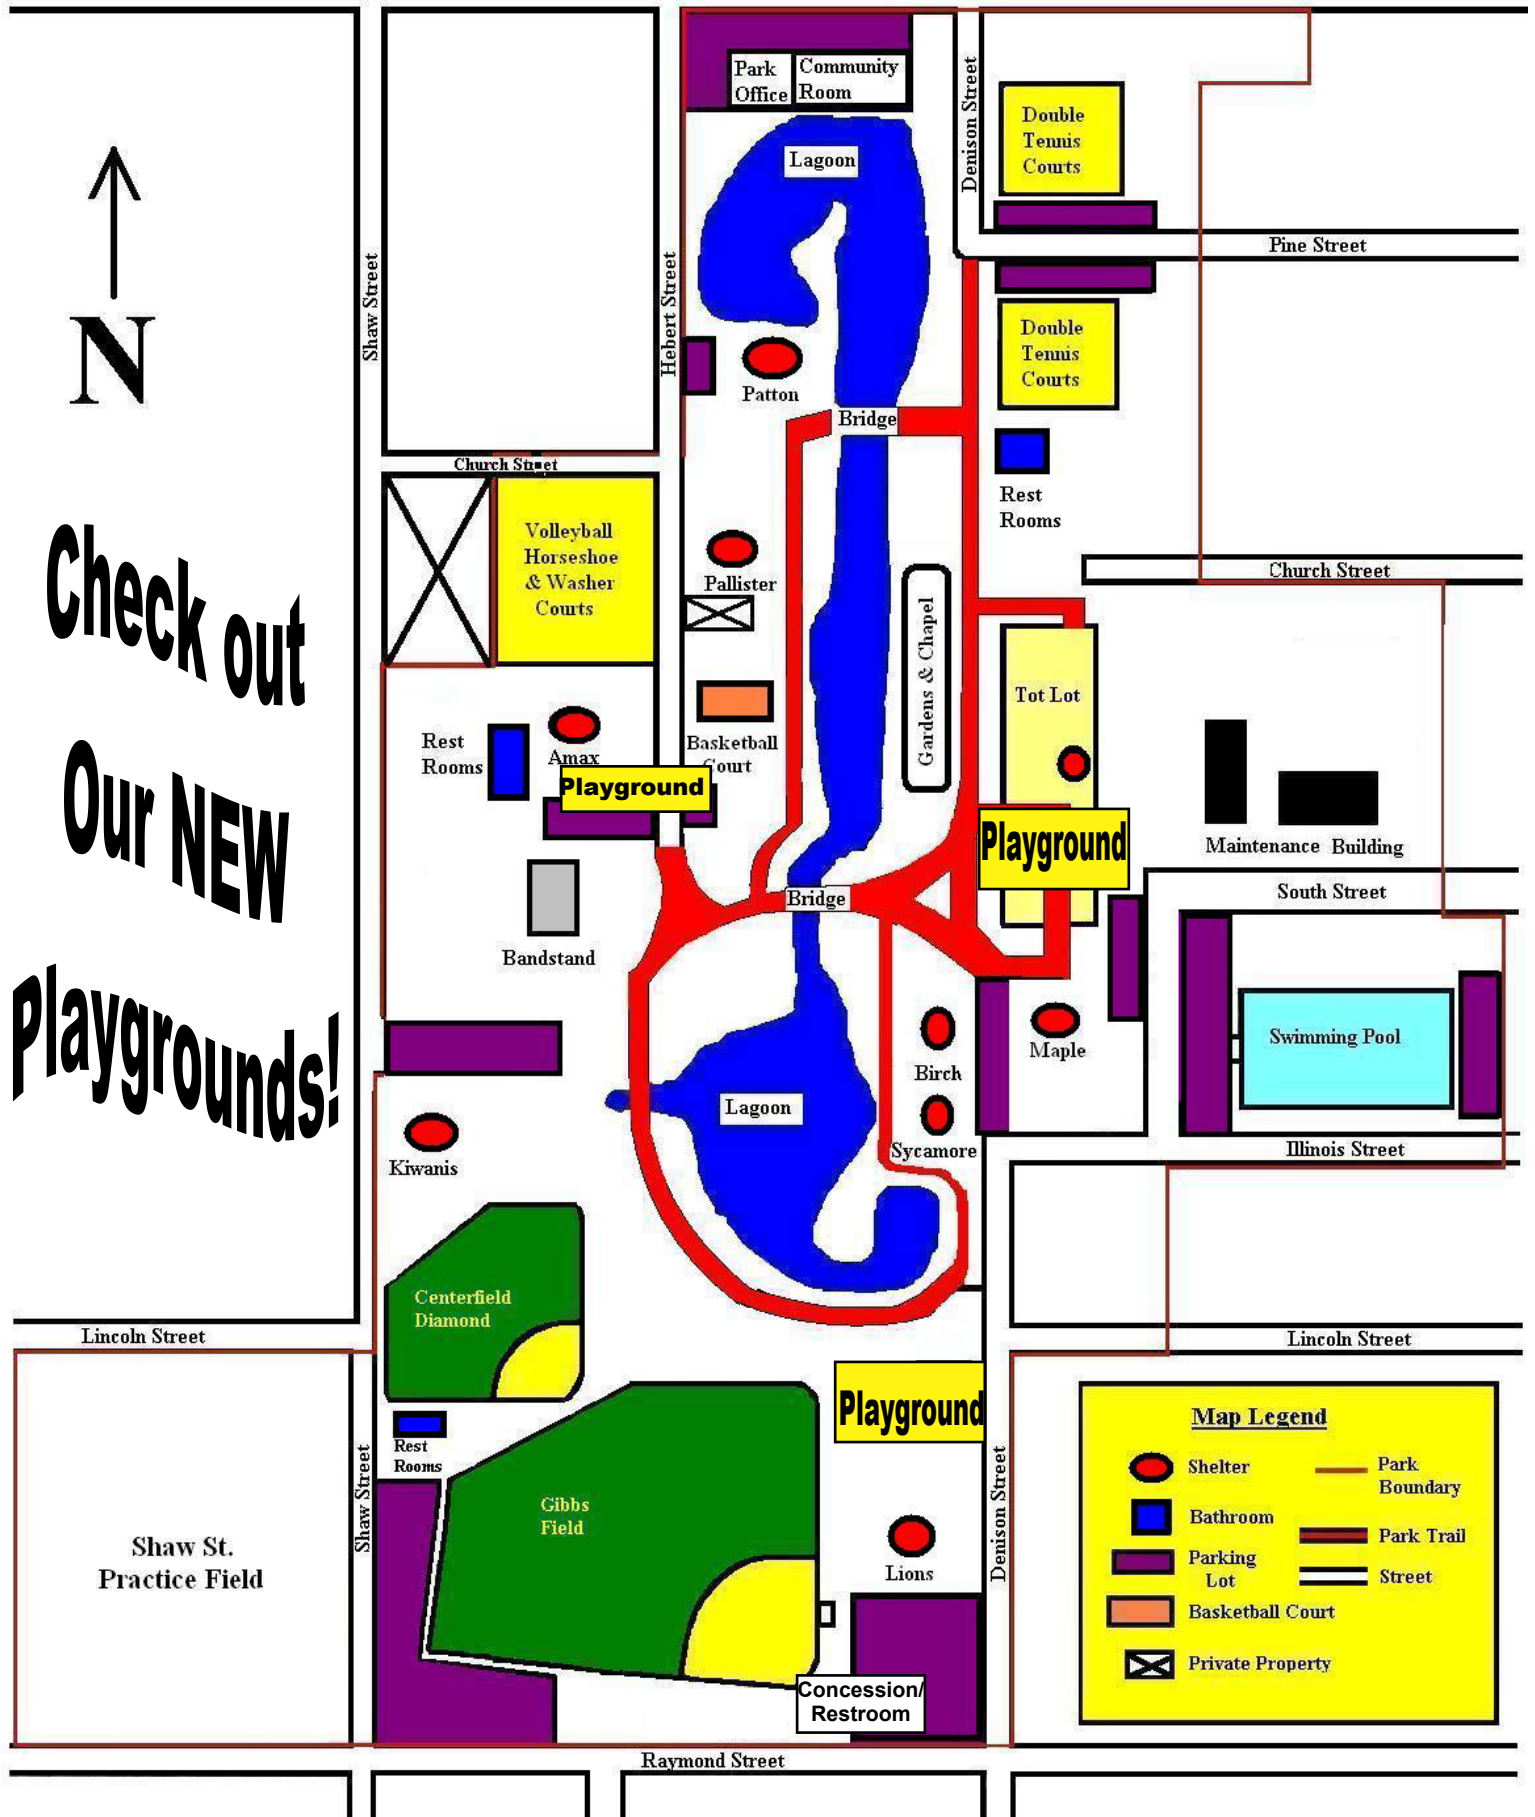 Park
Office
Community
Room
Lagoon
Denison Street
Double
Tennis
Courts
Pine Street
Shaw Street
Hebert Street
N
Double
Tennis
Courts
Patton
Bridge
Church Street
Rest
Rooms
Volleyball
Horseshoe
& Washer
Courts
Pallister
Church Street
Check out
Our NEW
Playgrounds!
Gardens & Chapel
Tot Lot
Rest
Rooms
Amax
Basketball
Court
Playground
Playground
Maintenance Building
South Street
Bridge
Bandstand
Swimming Pool
Maple
Birch
Lagoon
Sycamore
Illinois Street
Kiwanis
Centerfield
Diamond
Lincoln Street
Lincoln Street
Playground
Rest
Rooms
Shaw Street
Gibbs
Field
Denison Street
Shaw St.
Practice Field
Lions
Concession/
Restroom
Raymond Street
Map Legend
Shelter
Park
Boundary
Bathroom
Park Trail
Parking
Lot
Street
Basketball Court
Private Property